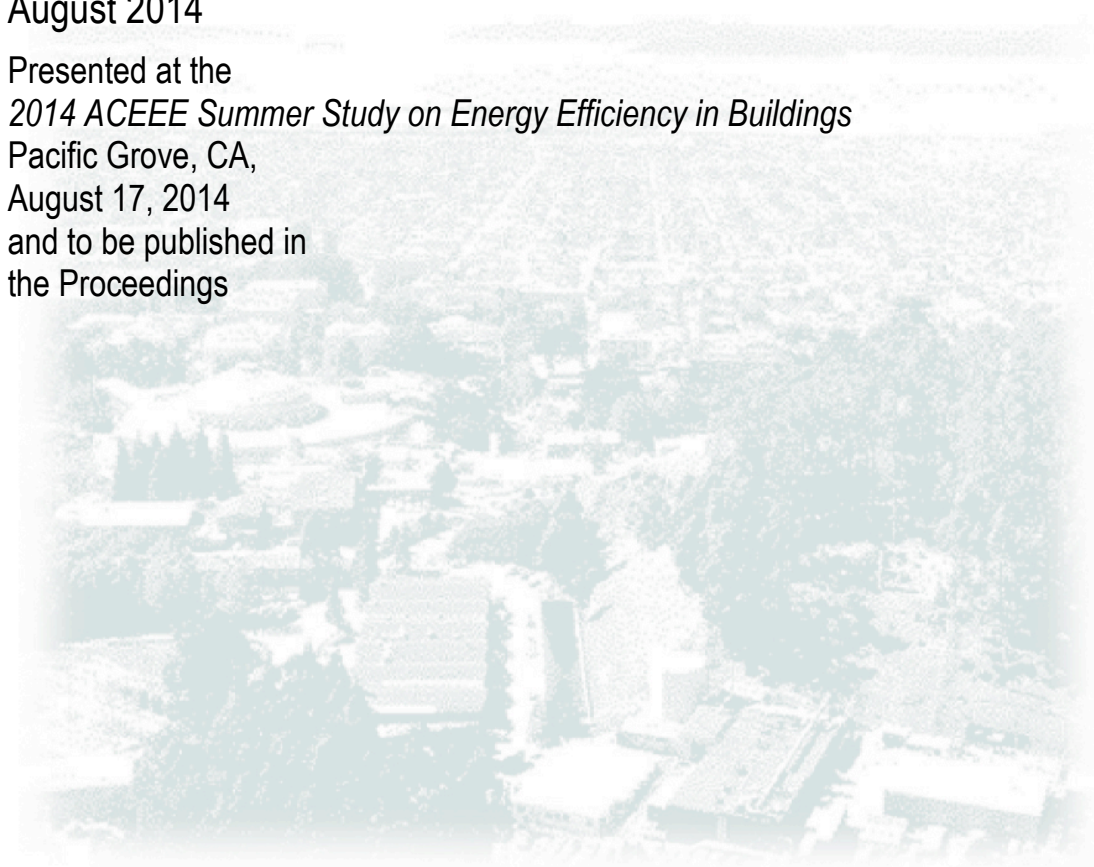 August 2014
Presented at the
2014 ACEEE Summer Study on Energy Efficiency in Buildings
Pacific Grove, CA,
August 17, 2014
and to be published in
the Proceedings